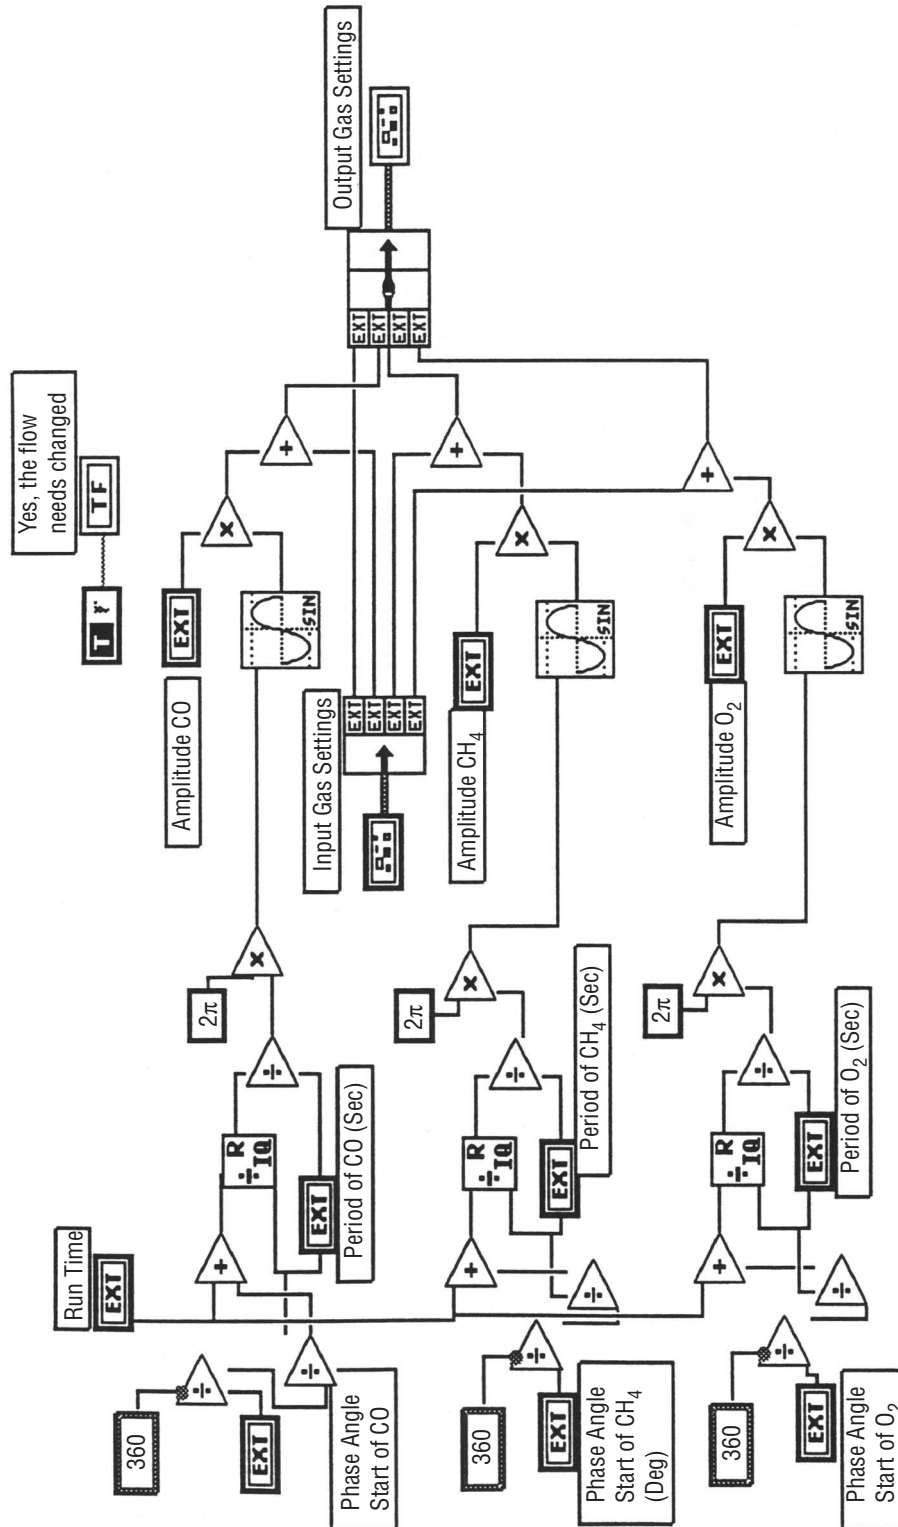 Yes, the flow
needs changed
T F
TF
Output Gas Settings
EXT
EXT
EXT
EXT
+
+
+
Amplitude CO
EXT
×
SIN
Input Gas Settings
EXT
EXT
EXT
EXT
Amplitude CH4
EXT
×
SIN
Amplitude O2
EXT
×
SIN
2π
×
2π
×
2π
×
Run Time
EXT
+
R
÷
IQ
÷
EXT
Period of CO (Sec)
+
R
÷
IQ
÷
EXT
Period of CH4 (Sec)
+
R
÷
IQ
÷
EXT
Period of O2 (Sec)
360
÷
EXT
÷
Phase Angle
Start of CO
360
÷
EXT
÷
Phase Angle
Start of CH4
(Deg)
360
÷
EXT
÷
Phase Angle
Start of O2